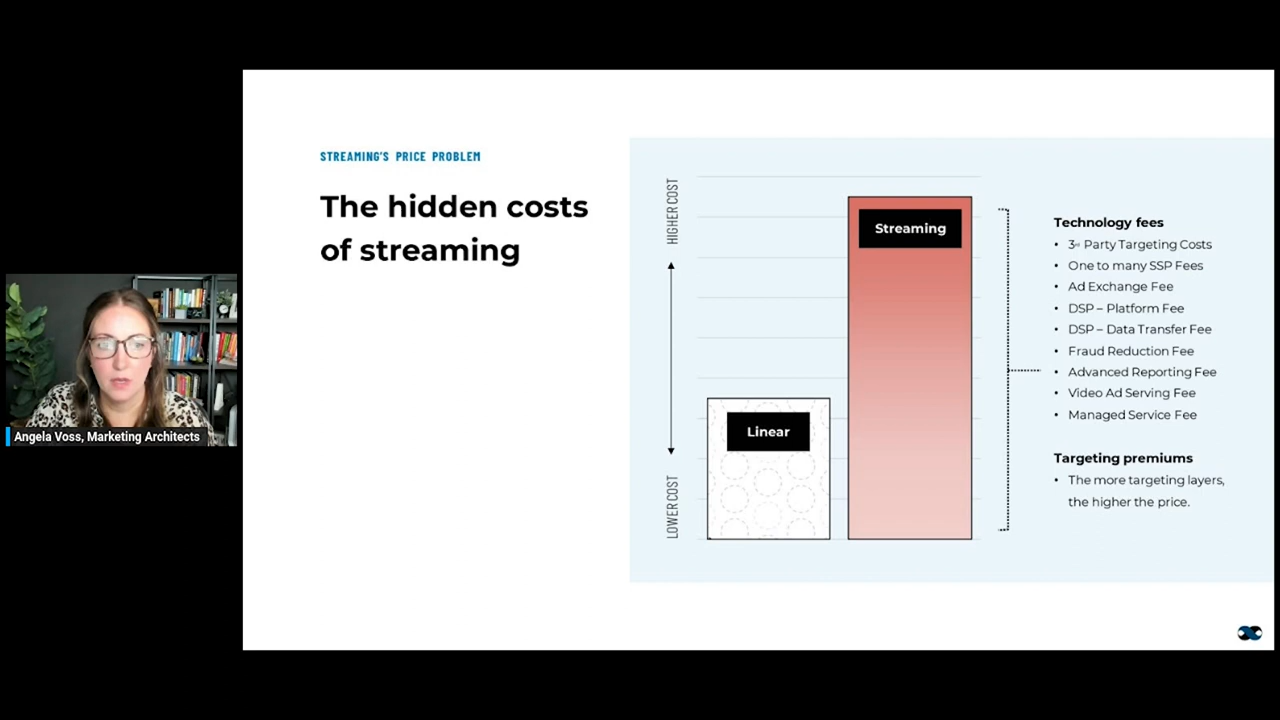 STREAMING'S PRICE PROBLEM
The hidden costs
of streaming
HIGHER COST
LOWER COST
Linear
Streaming
Technology fees
• 3rd Party Targeting Costs
• One to many SSP Fees
• Ad Exchange Fee
• DSP – Platform Fee
• DSP – Data Transfer Fee
• Fraud Reduction Fee
• Advanced Reporting Fee
• Video Ad Serving Fee
• Managed Service Fee
Targeting premiums
• The more targeting layers,
the higher the price.
Angela Voss, Marketing Architects